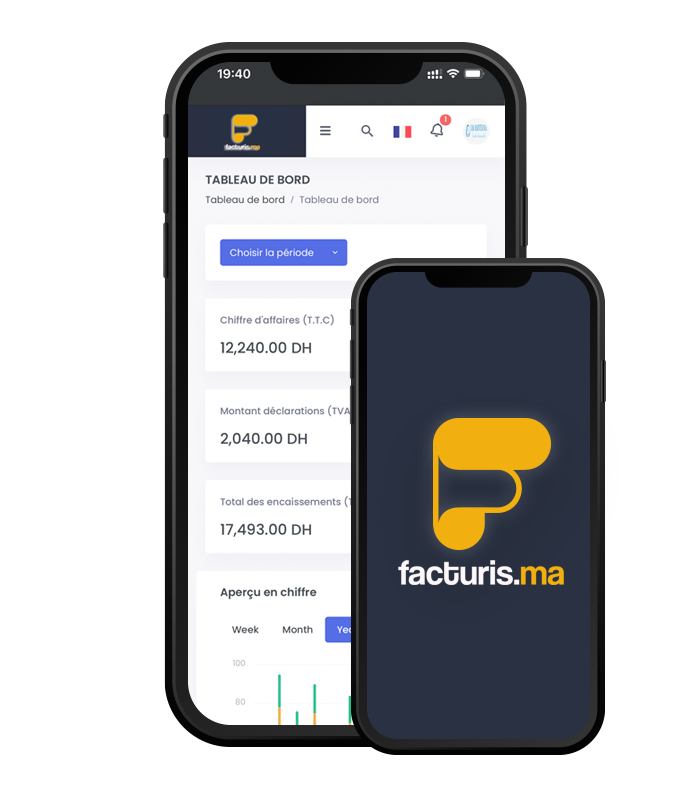 19:40
facturis.ma
1
TABLEAU DE BORD
Tableau de bord / Tableau de bord
Choisir la période
Chiffre d'affaires (T.T.C)
12,240.00 DH
Montant déclarations (TVA
2,040.00 DH
Total des encaissements (T
17,493.00 DH
Aperçu en chiffre
Week Month Yea
100
80
facturis.ma